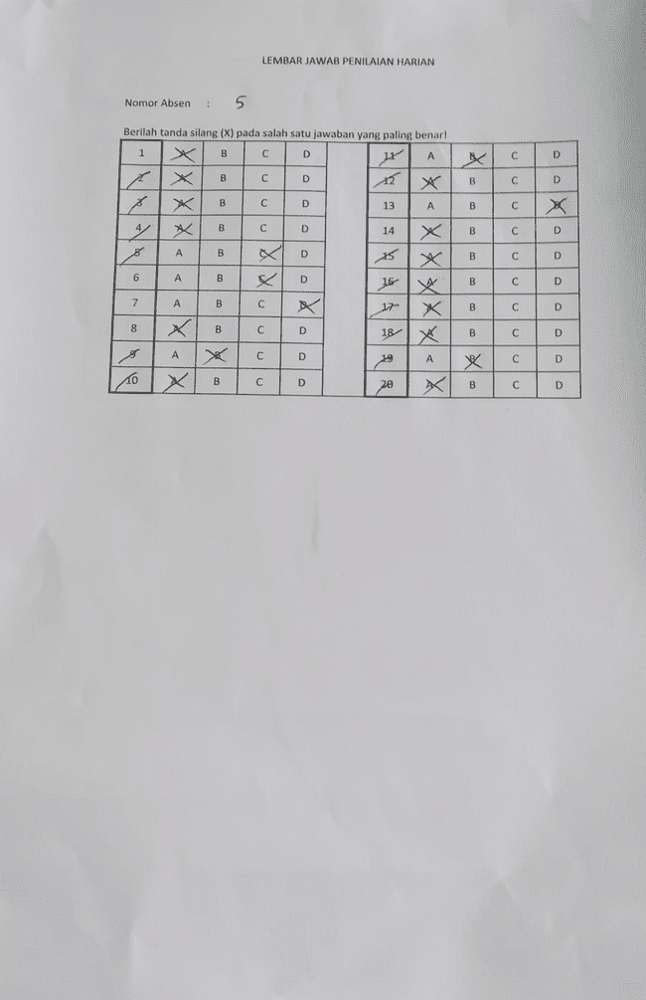 LEMBAR JAWAB PENILAIAN HARIAN
Nomor Absen : 5
Berilah tanda silang (X) pada salah satu jawaban yang paling benar!
1 A B C D 11 A B C D
2 A B C D 12 A B C D
3 A B C D 13 A B C D
4 A B C D 14 A B C D
5 A B C D 15 A B C D
6 A B C D 16 A B C D
7 A B C D 17 A B C D
8 A B C D 18 A B C D
9 A B C D 19 A B C D
10 A B C D 20 A B C D